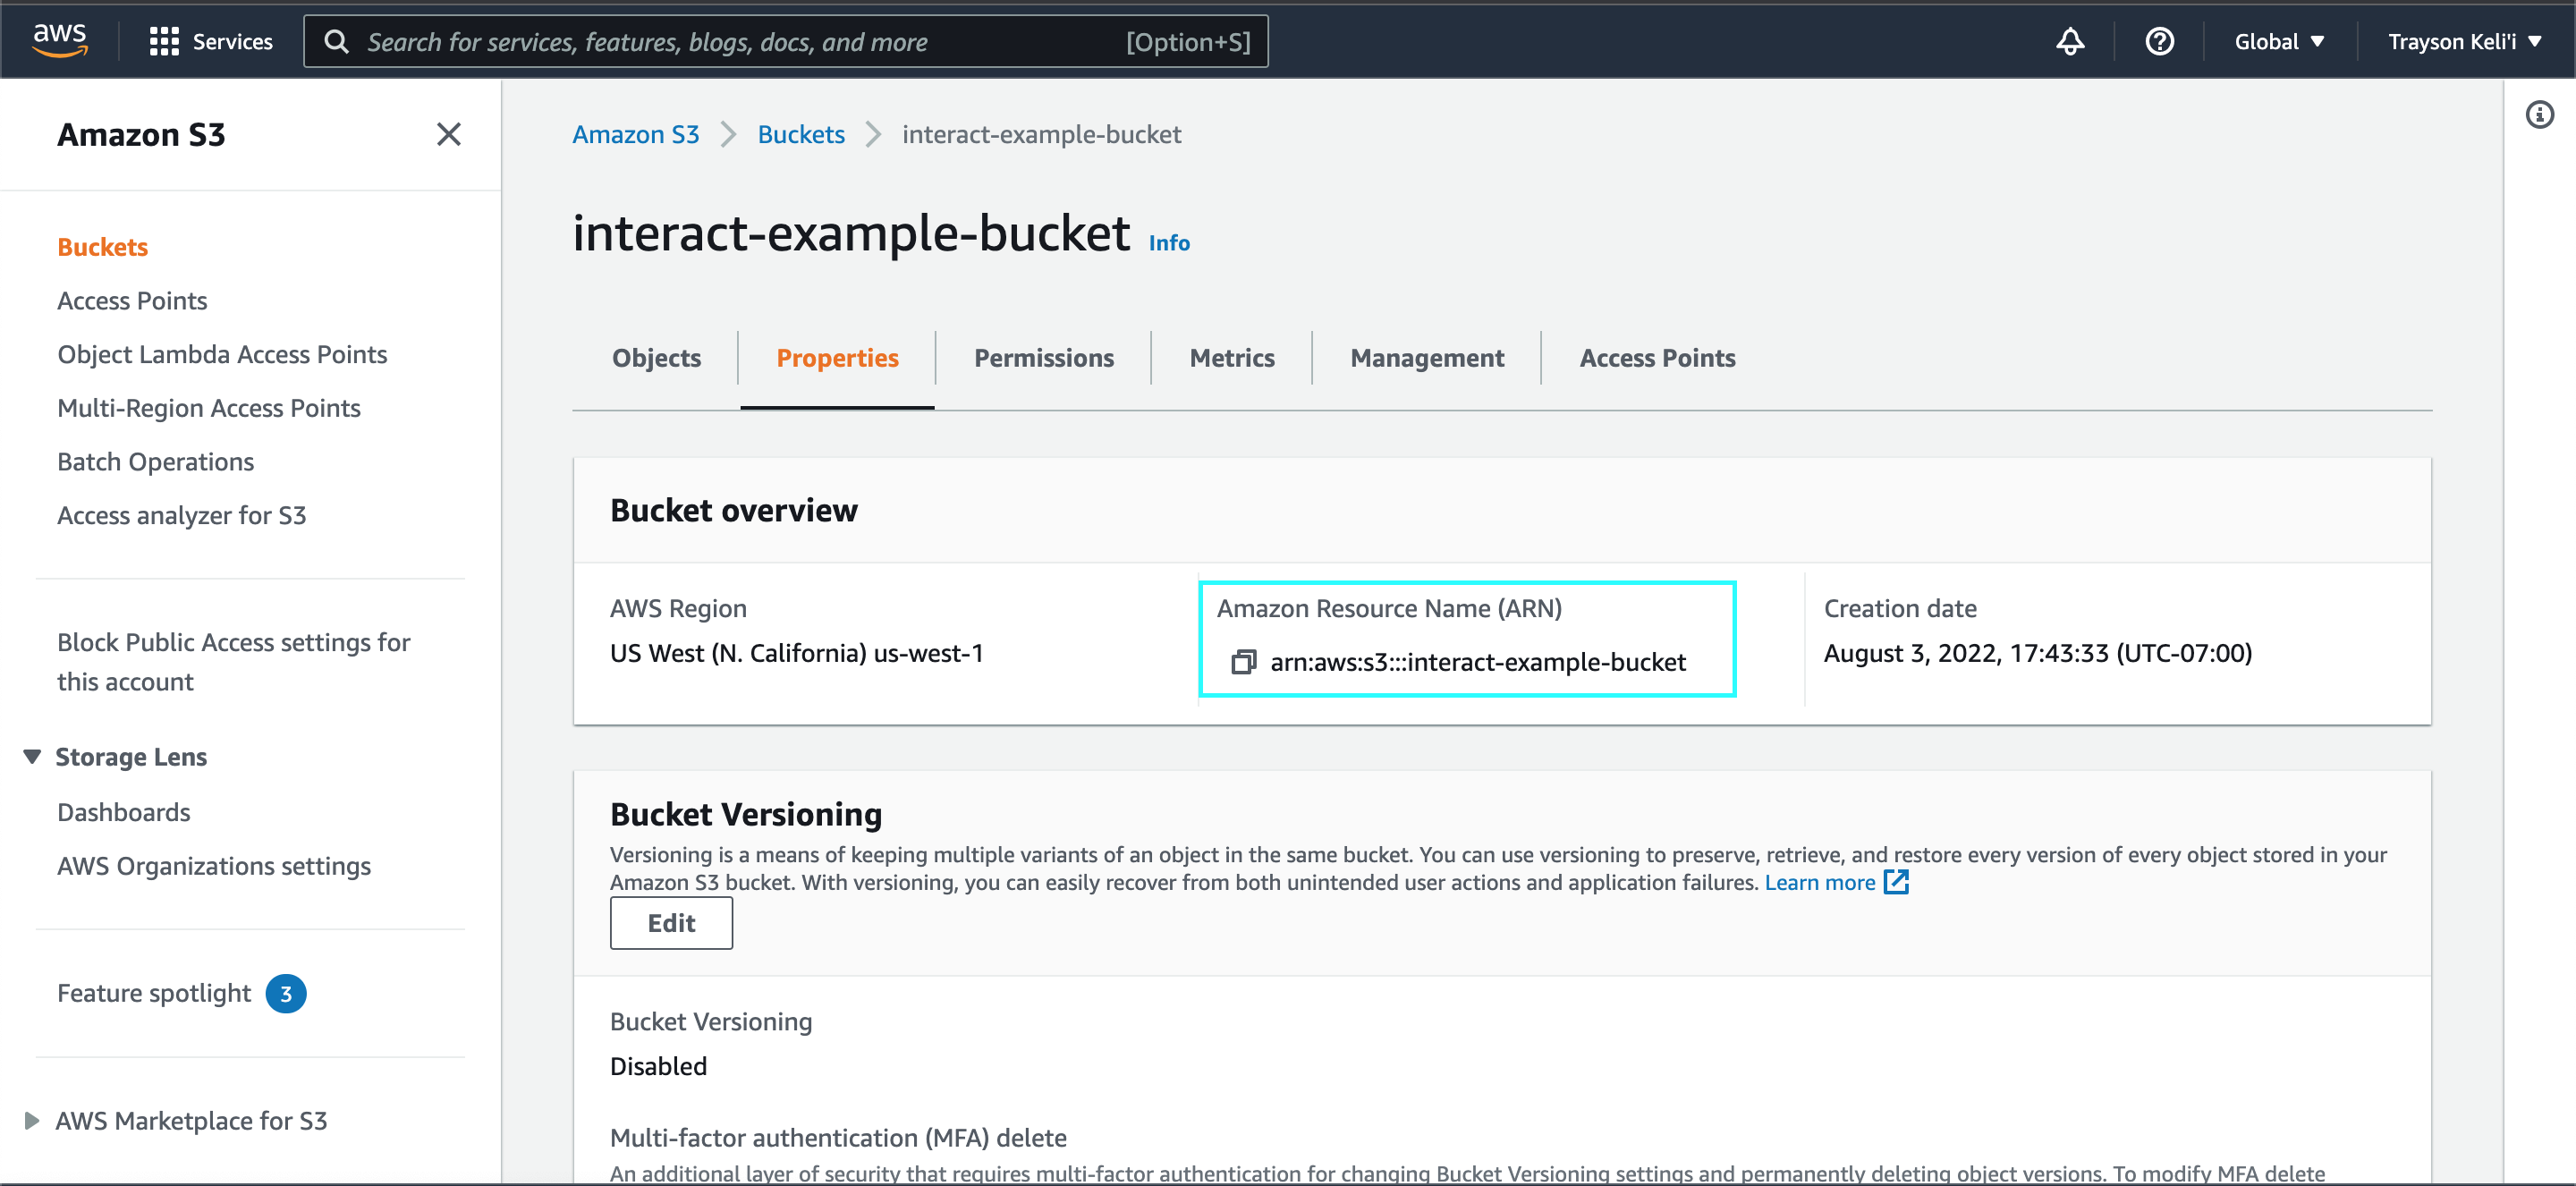 aws
Services
Search for services, features, blogs, docs, and more
[Option+S]
Global
Trayson Keli'i
Amazon S3
Buckets
Access Points
Object Lambda Access Points
Multi-Region Access Points
Batch Operations
Access analyzer for S3
Block Public Access settings for
this account
Storage Lens
Dashboards
AWS Organizations settings
Feature spotlight 3
AWS Marketplace for S3
Amazon S3 > Buckets > interact-example-bucket
interact-example-bucket Info
Objects
Properties
Permissions
Metrics
Management
Access Points
Bucket overview
AWS Region
US West (N. California) us-west-1
Amazon Resource Name (ARN)
arn:aws:s3:::interact-example-bucket
Creation date
August 3, 2022, 17:43:33 (UTC-07:00)
Bucket Versioning
Versioning is a means of keeping multiple variants of an object in the same bucket. You can use versioning to preserve, retrieve, and restore every version of every object stored in your
Amazon S3 bucket. With versioning, you can easily recover from both unintended user actions and application failures. Learn more
Edit
Bucket Versioning
Disabled
Multi-factor authentication (MFA) delete
An additional layer of security that requires multi-factor authentication for changing Bucket Versioning settings and permanently deleting object versions. To modify MFA delete